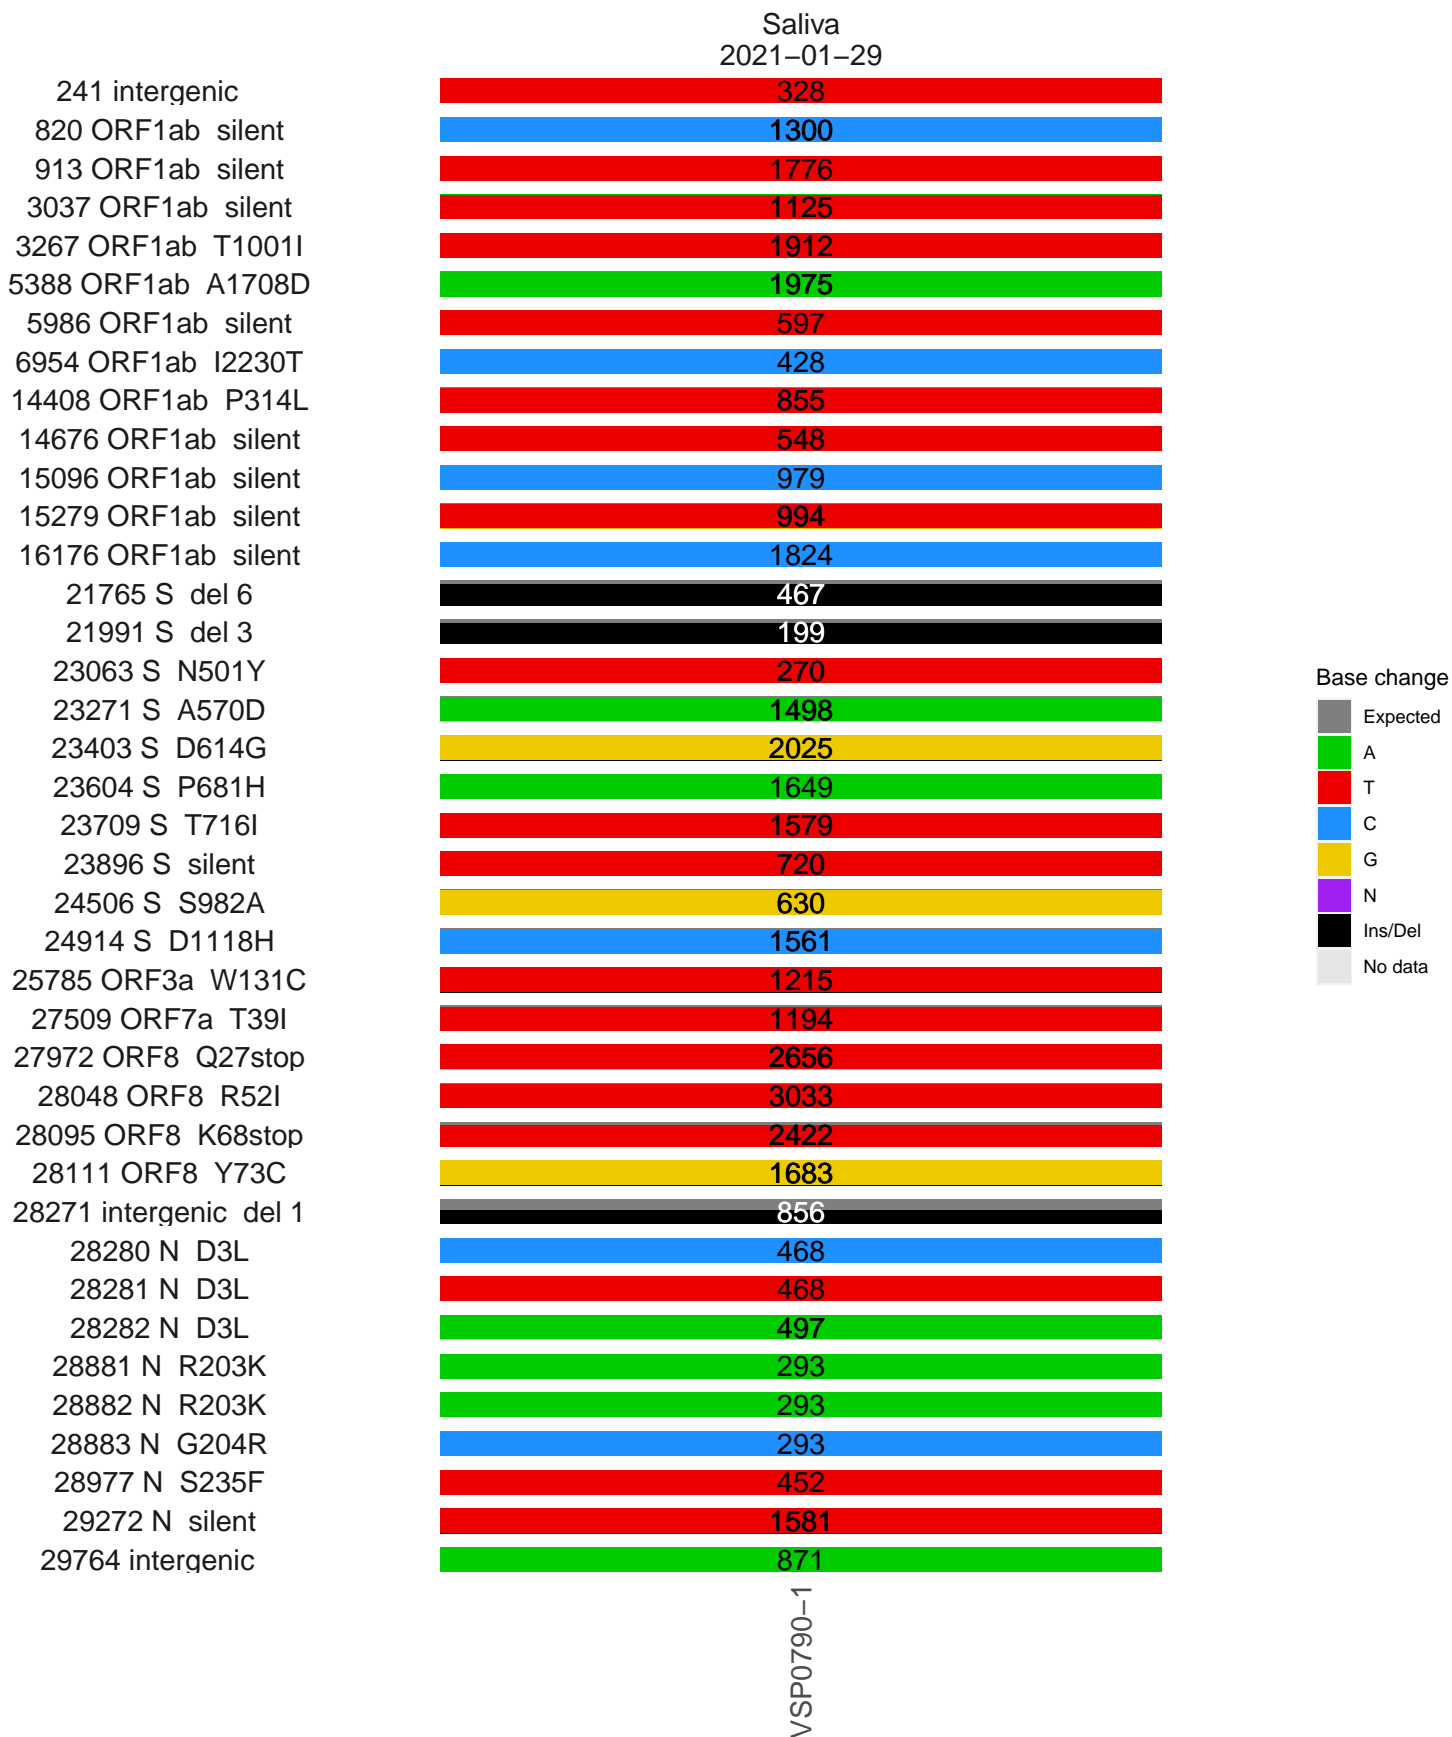 Saliva
2021−01−29
241 intergenic 328
820 ORF1ab silent 1300
913 ORF1ab silent 1776
3037 ORF1ab silent 1125
3267 ORF1ab T1001I 1912
5388 ORF1ab A1708D 1975
5986 ORF1ab silent 597
6954 ORF1ab I2230T 428
14408 ORF1ab P314L 855
14676 ORF1ab silent 548
15096 ORF1ab silent 979
15279 ORF1ab silent 994
16176 ORF1ab silent 1824
21765 S del 6 467
21991 S del 3 199
23063 S N501Y 270
23271 S A570D 1498
23403 S D614G 2025
23604 S P681H 1649
23709 S T716I 1579
23896 S silent 720
24506 S S982A 630
24914 S D1118H 1561
25785 ORF3a W131C 1215
27509 ORF7a T39I 1194
27972 ORF8 Q27stop 2656
28048 ORF8 R52I 3033
28095 ORF8 K68stop 2422
28111 ORF8 Y73C 1683
28271 intergenic del 1 856
28280 N D3L 468
28281 N D3L 468
28282 N D3L 497
28881 N R203K 293
28882 N R203K 293
28883 N G204R 293
28977 N S235F 452
29272 N silent 1581
29764 intergenic 871
VSP0790−1
Base change
Expected
A
T
C
G
N
Ins/Del
No data